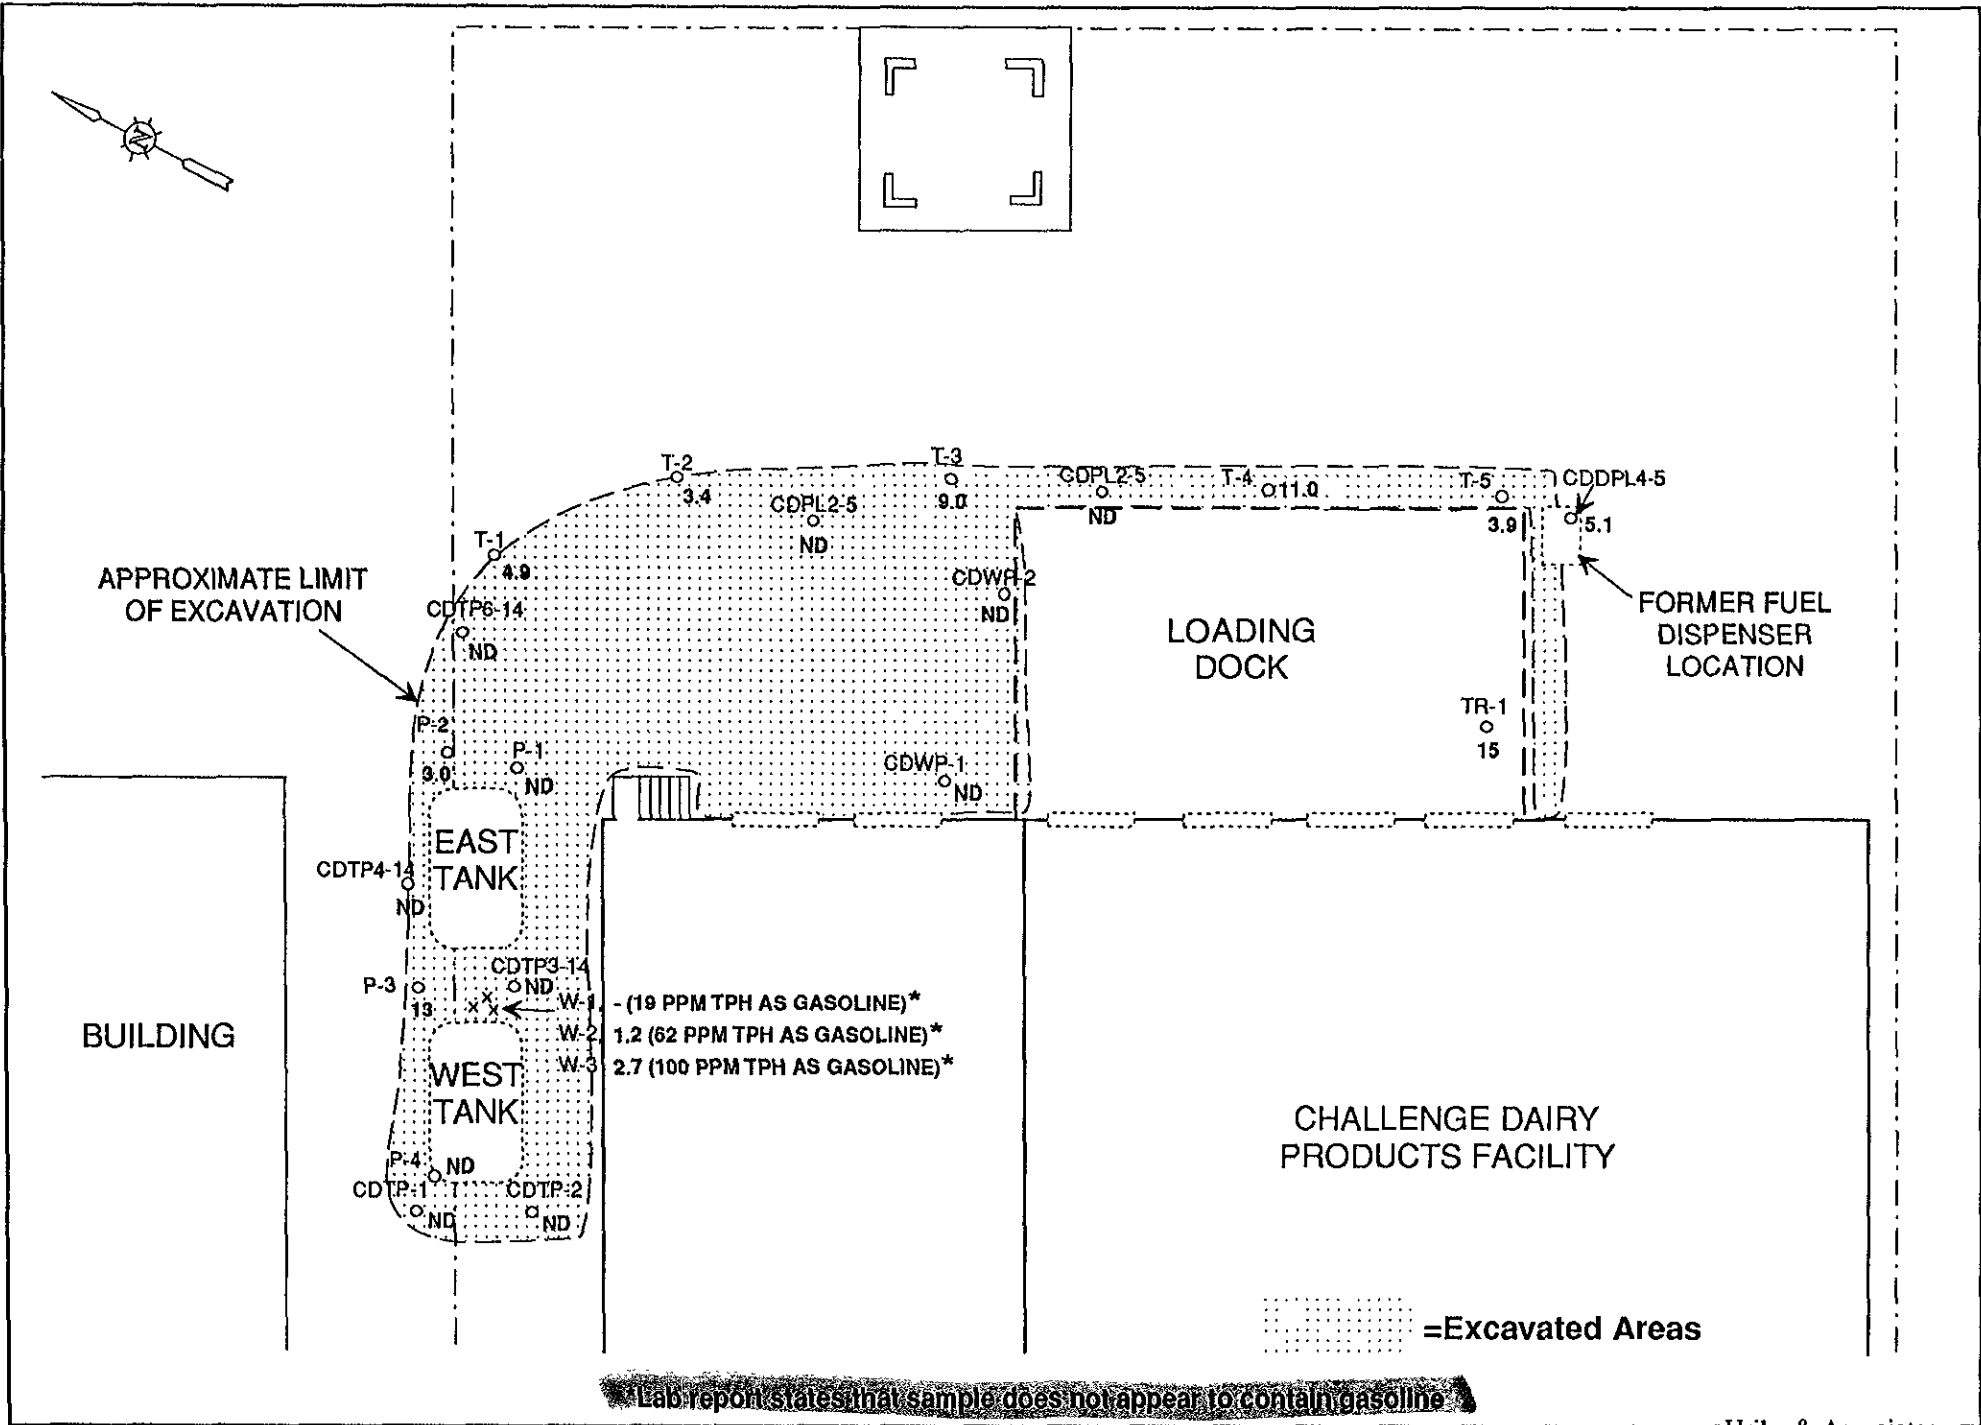 N
T-2
3.4
T-3
9.0
CDPL2-5
ND
CDPL2-5
ND
T-4
11.0
T-5
3.9
CDDPL4-5
5.1
T-1
4.9
APPROXIMATE LIMIT
OF EXCAVATION
CDTP6-14
ND
CDWP-2
ND
LOADING
DOCK
FORMER FUEL
DISPENSER
LOCATION
TR-1
15
P-2
3.0
P-1
ND
CDWP-1
ND
EAST
TANK
CDTP4-14
ND
CDTP3-14
ND
P-3
13
W-1, - (19 PPM TPH AS GASOLINE)*
W-2, 1.2 (62 PPM TPH AS GASOLINE)*
W-3, 2.7 (100 PPM TPH AS GASOLINE)*
BUILDING
WEST
TANK
P-4
ND
CDTP-1
ND
CDTP-2
ND
CHALLENGE DAIRY
PRODUCTS FACILITY
=Excavated Areas
*Lab report states that sample does not appear to contain gasoline